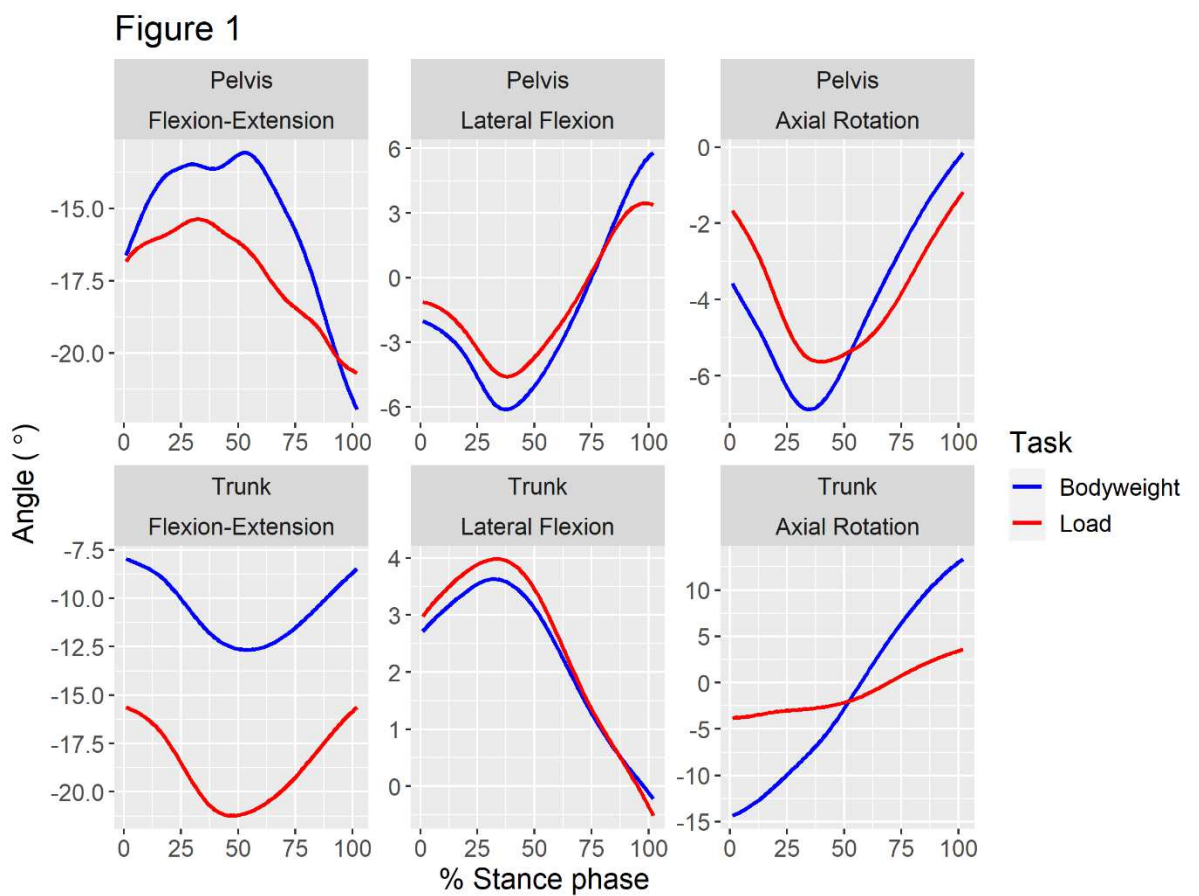 Figure 1
Pelvis
Flexion-Extension
Pelvis
Lateral Flexion
Pelvis
Axial Rotation
-15.0
-17.5
-20.0
0 25 50 75 100
6
3
0
-3
-6
0 25 50 75 100
0
-2
-4
-6
0 25 50 75 100
Trunk
Flexion-Extension
Trunk
Lateral Flexion
Trunk
Axial Rotation
-7.5
-10.0
-12.5
-15.0
-17.5
-20.0
0 25 50 75 100
4
3
2
1
0
0 25 50 75 100
10
5
0
-5
-10
-15
0 25 50 75 100
Angle ( °)
% Stance phase
Task
Bodyweight
Load